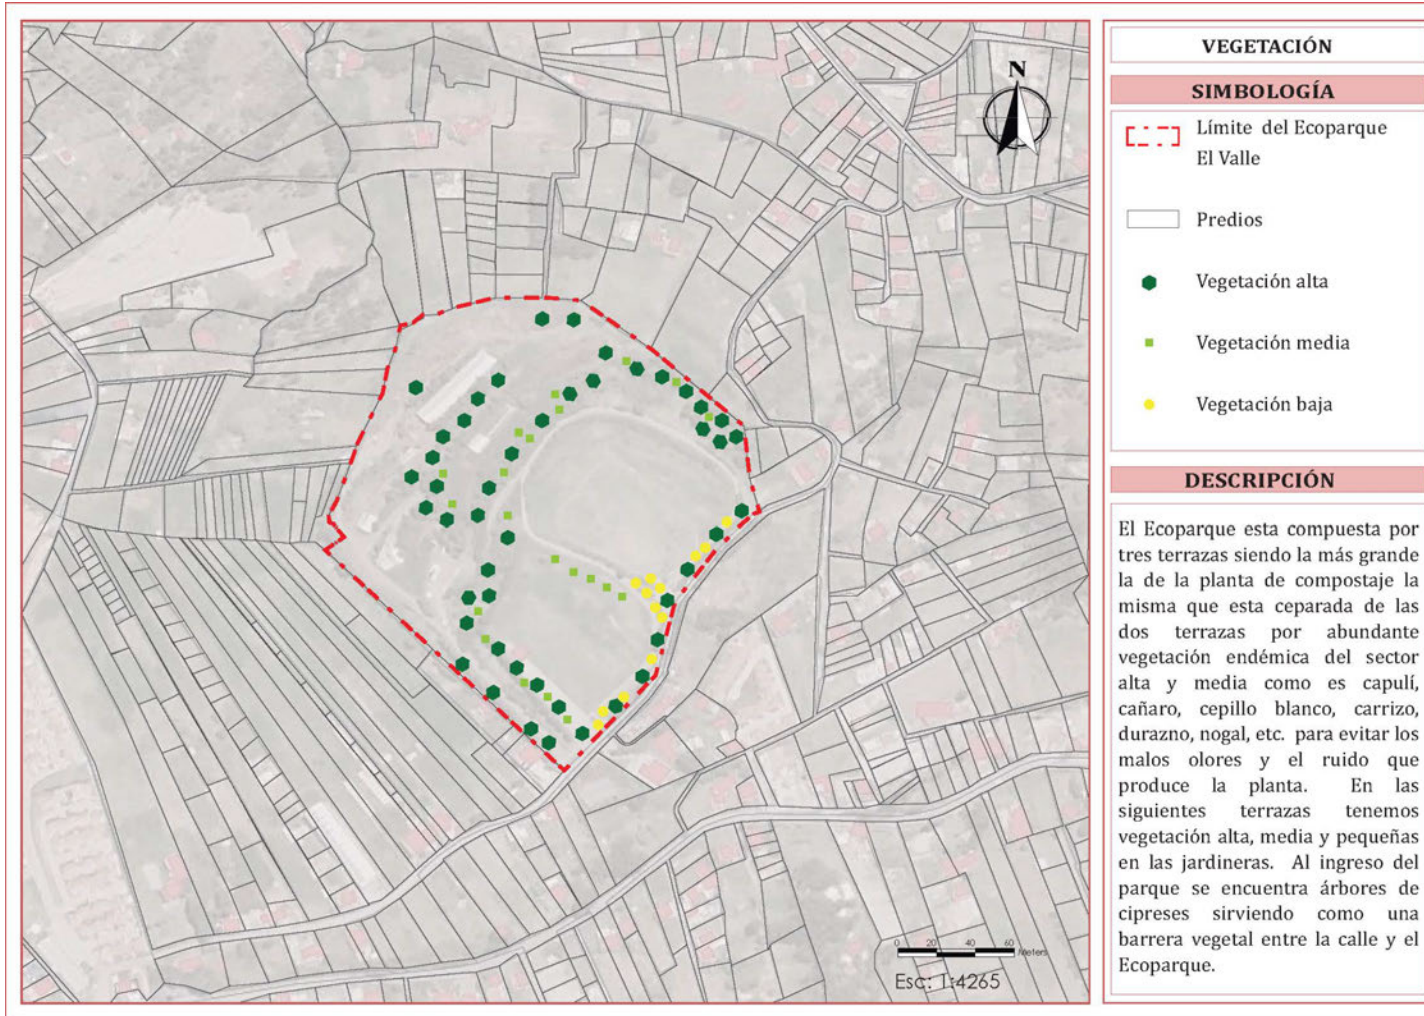 VEGETACIÓN
SIMBOLOGÍA
Límite del Ecoparque
El Valle
Predios
Vegetación alta
Vegetación media
Vegetación baja
DESCRIPCIÓN
El Ecoparque esta compuesta por
tres terrazas siendo la más grande
la de la planta de compostaje la
misma que esta ceparada de las
dos terrazas por abundante
vegetación endémica del sector
alta y media como es capulí,
cañaro, cepillo blanco, carrizo,
durazno, nogal, etc. para evitar los
malos olores y el ruido que
produce la planta. En las
siguientes terrazas tenemos
vegetación alta, media y pequeñas
en las jardineras. Al ingreso del
parque se encuentra árboles de
cipreses sirviendo como una
barrera vegetal entre la calle y el
Ecoparque.
N
0 20 40 60
Meters
Esc: 1:4265